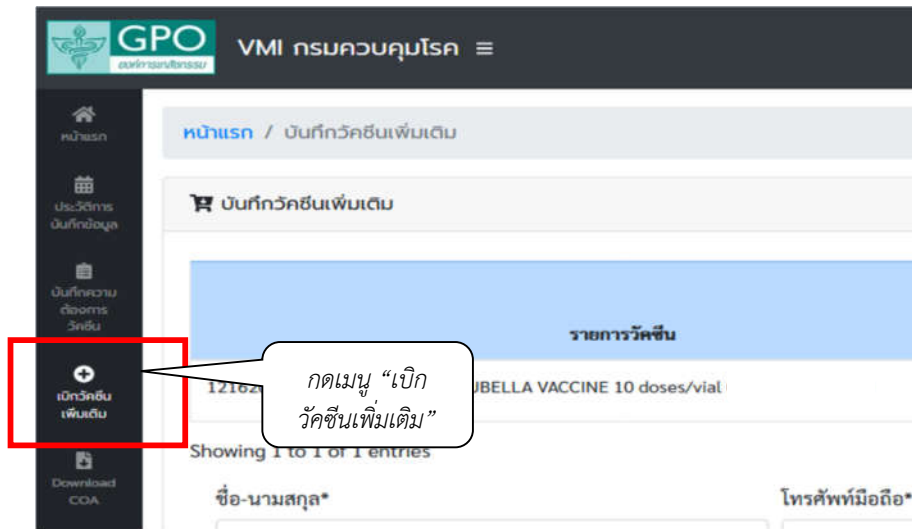 GPO
องค์การเภสัชกรรม
VMI กรมควบคุมโรค
หน้าแรก
หน้าแรก / บันทึกวัคซีนเพิ่มเติม
ประวัติการ
บันทึกข้อมูล
บันทึกวัคซีนเพิ่มเติม
บันทึกความ
ต้องการ
วัคซีน
รายการวัคซีน
เบิกวัคซีน
เพิ่มเติม
กดเมนู “เบิก
วัคซีนเพิ่มเติม”
UBELLA VACCINE 10 doses/vial
Showing 1 to 1 of 1 entries
Download
COA
ชื่อ-นามสกุล*
โทรศัพท์มือถือ*